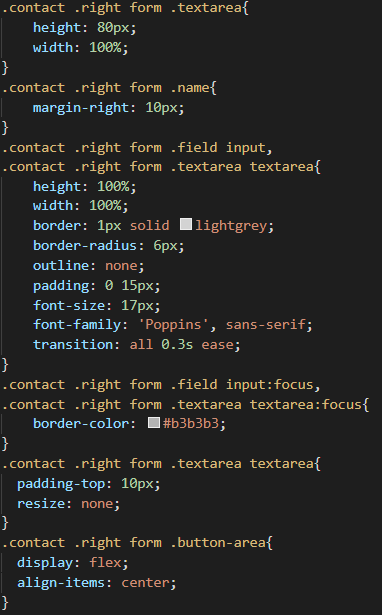 .contact .right form .textarea{
    height: 80px;
    width: 100%;
}
.contact .right form .name{
    margin-right: 10px;
}
.contact .right form .field input,
.contact .right form .textarea textarea{
    height: 100%;
    width: 100%;
    border: 1px solid lightgrey;
    border-radius: 6px;
    outline: none;
    padding: 0 15px;
    font-size: 17px;
    font-family: 'Poppins', sans-serif;
    transition: all 0.3s ease;
}
.contact .right form .field input:focus,
.contact .right form .textarea textarea:focus{
    border-color: #b3b3b3;
}
.contact .right form .textarea textarea{
  padding-top: 10px;
  resize: none;
}
.contact .right form .button-area{
  display: flex;
  align-items: center;
}